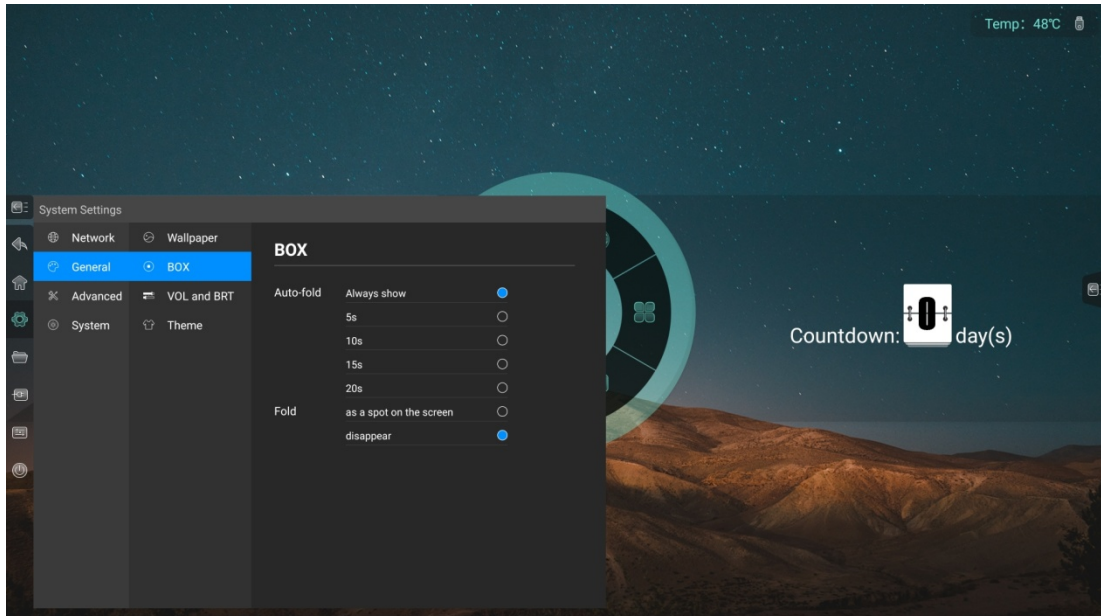 Temp: 48℃
System Settings
Network
General
Advanced
System
Wallpaper
BOX
VOL and BRT
Theme
BOX
Auto-fold
Always show
5s
10s
15s
20s
Fold
as a spot on the screen
disappear
Countdown: 0 day(s)